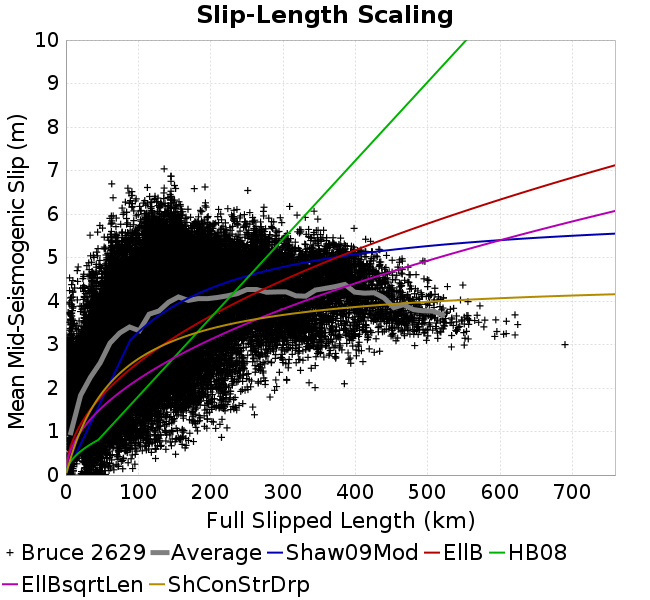 Slip-Length Scaling
Mean Mid-Seismogenic Slip (m)
10
9
8
7
6
5
4
3
2
1
0
0 100 200 300 400 500 600 700
Full Slipped Length (km)
Bruce 2629 Average Shaw09Mod EllB HB08
EllBsqrtLen ShConStrDrp